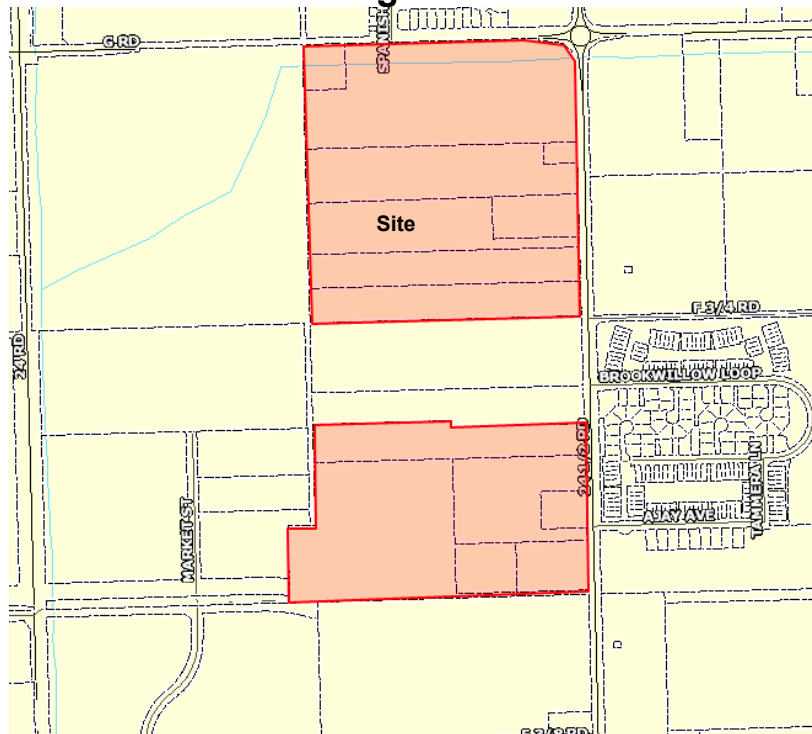 G RD
SPANISH
Site
24 RD
F 3/4 RD
BROOKWILLOW LOOP
24 1/2 RD
TAMMERA LN
AJAY AVE
MARKET ST